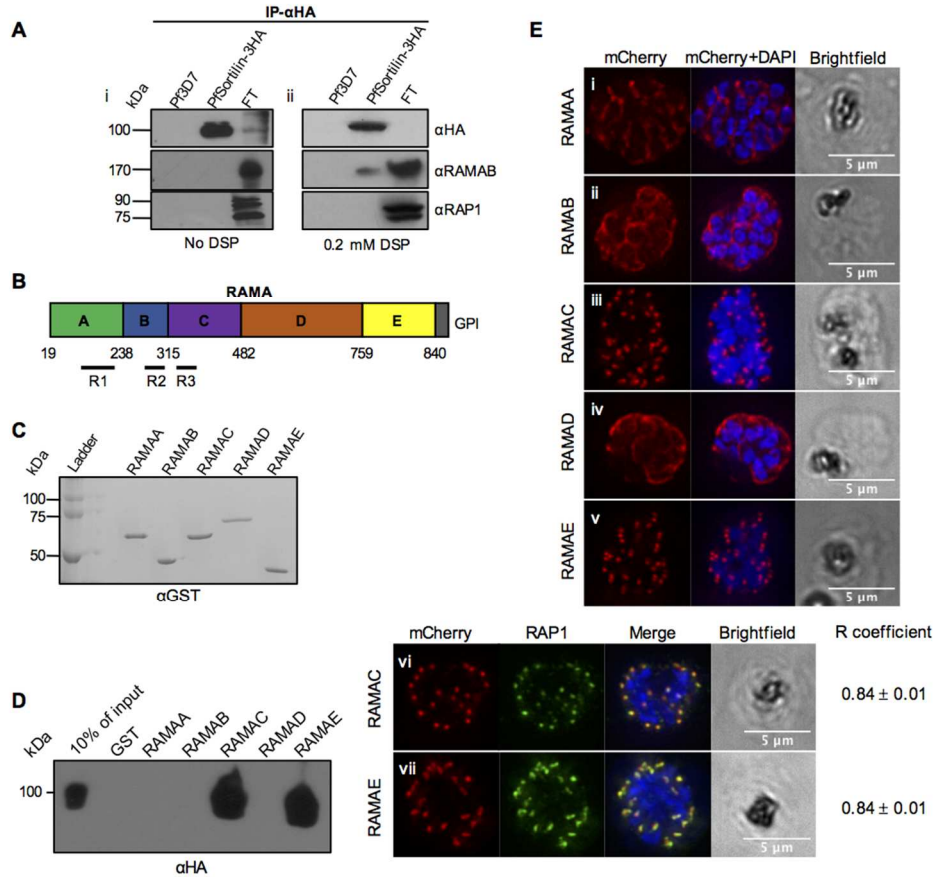 A
IP-αHA
i
kDa
Pf3D7
PfSortilin-3HA
FT
ii
Pf3D7
PfSortilin-3HA
FT
100
αHA
170
αRAMAB
90
75
αRAP1
No DSP
0.2 mM DSP
B
RAMA
A
B
C
D
E
GPI
19
238
315
482
759
840
R1
R2
R3
C
kDa
Ladder
RAMAA
RAMAB
RAMAC
RAMAD
RAMAE
100
75
50
αGST
D
kDa
10% of input
GST
RAMAA
RAMAB
RAMAC
RAMAD
RAMAE
100
αHA
E
mCherry
mCherry+DAPI
Brightfield
RAMAA
i
5 µm
RAMAB
ii
5 µm
RAMAC
iii
5 µm
RAMAD
iv
5 µm
RAMAE
v
5 µm
mCherry
RAP1
Merge
Brightfield
R coefficient
RAMAC
vi
5 µm
0.84 ± 0.01
RAMAE
vii
5 µm
0.84 ± 0.01